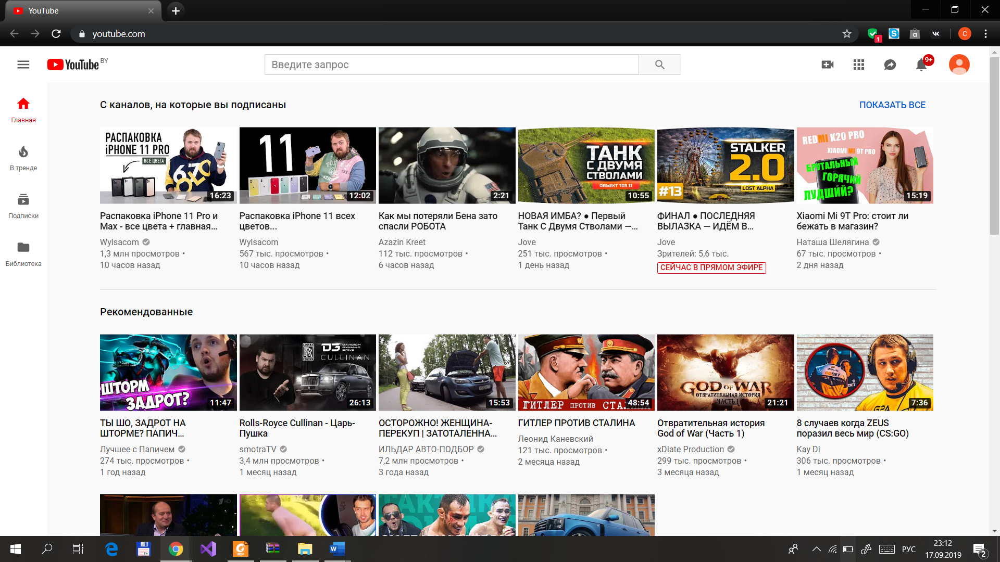 YouTube
youtube.com
1
C
YouTube BY
Введите запрос
9+
Главная
В тренде
Подписки
Библиотека
С каналов, на которые вы подписаны
ПОКАЗАТЬ ВСЕ
РАСПАКОВКА
iPHONE 11 PRO
ВСЕ ЦВЕТА
16:23
11
12:02
2:21
ТАНК
С ДВУМЯ
СТВОЛАМИ
ОБЪЕКТ 703 II
10:55
STALKER
2.0
LOST ALPHA
#13
REDMI K20 PRO
XIAOMI MI 9T PRO
БРУТАЛЬНЫЙ
ГОРЯЧИЙ
ЛУДШИЙ?
15:19
Распаковка iPhone 11 Pro и
Max - все цвета + главная...
Wylsacom
1,3 млн просмотров •
10 часов назад
Распаковка iPhone 11 всех
цветов...
Wylsacom
567 тыс. просмотров •
10 часов назад
Как мы потеряли Бена зато
спасли РОБОТА
Azazin Kreet
112 тыс. просмотров •
6 часов назад
НОВАЯ ИМБА? ● Первый
Танк С Двумя Стволами —...
Jove
251 тыс. просмотров •
1 день назад
ФИНАЛ ● ПОСЛЕДНЯЯ
ВЫЛАЗКА — ИДЁМ В...
Jove
Зрителей: 5,6 тыс.
СЕЙЧАС В ПРЯМОМ ЭФИРЕ
Xiaomi Mi 9T Pro: стоит ли
бежать в магазин?
Наташа Шелягина
67 тыс. просмотров •
2 дня назад
Рекомендованные
ШТОРМ
ЗАДРОТ?
11:47
ROLLS ROYCE
D3 DAVIDICH DYNAMIC DRIVE
CULLINAN
26:13
15:53
ГИТЛЕР ПРОТИВ
48:54
GOD OF WAR
ОТВРАТИТЕЛЬНАЯ ИСТОРИЯ
ЧАСТЬ 1
21:21
ZEUS
GGBET
7:36
ТЫ ШО, ЗАДРОТ НА
ШТОРМЕ? ПАПИЧ...
Лучшее с Папичем
274 тыс. просмотров •
1 год назад
Rolls-Royce Cullinan - Царь-
Пушка
smotraTV
3,4 млн просмотров •
1 месяц назад
ОСТОРОЖНО! ЖЕНЩИНА-
ПЕРЕКУП | ЗАТОТАЛЕННА...
ИЛЬДАР АВТО-ПОДБОР
7,2 млн просмотров •
3 года назад
ГИТЛЕР ПРОТИВ СТАЛИНА
Леонид Каневский
121 тыс. просмотров •
2 месяца назад
Отвратительная история
God of War (Часть 1)
xDlate Production
299 тыс. просмотров •
3 месяца назад
8 случаев когда ZEUS
поразил весь мир (CS:GO)
Kay Di
306 тыс. просмотров •
1 месяц назад
HD
РУС
23:12
17.09.2019
2